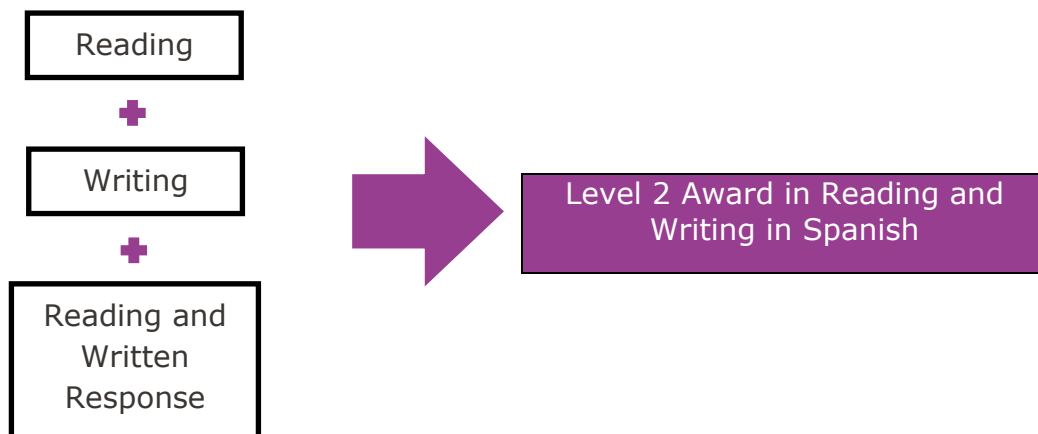 Reading
Writing
Reading and
Written
Response
Level 2 Award in Reading and
Writing in Spanish